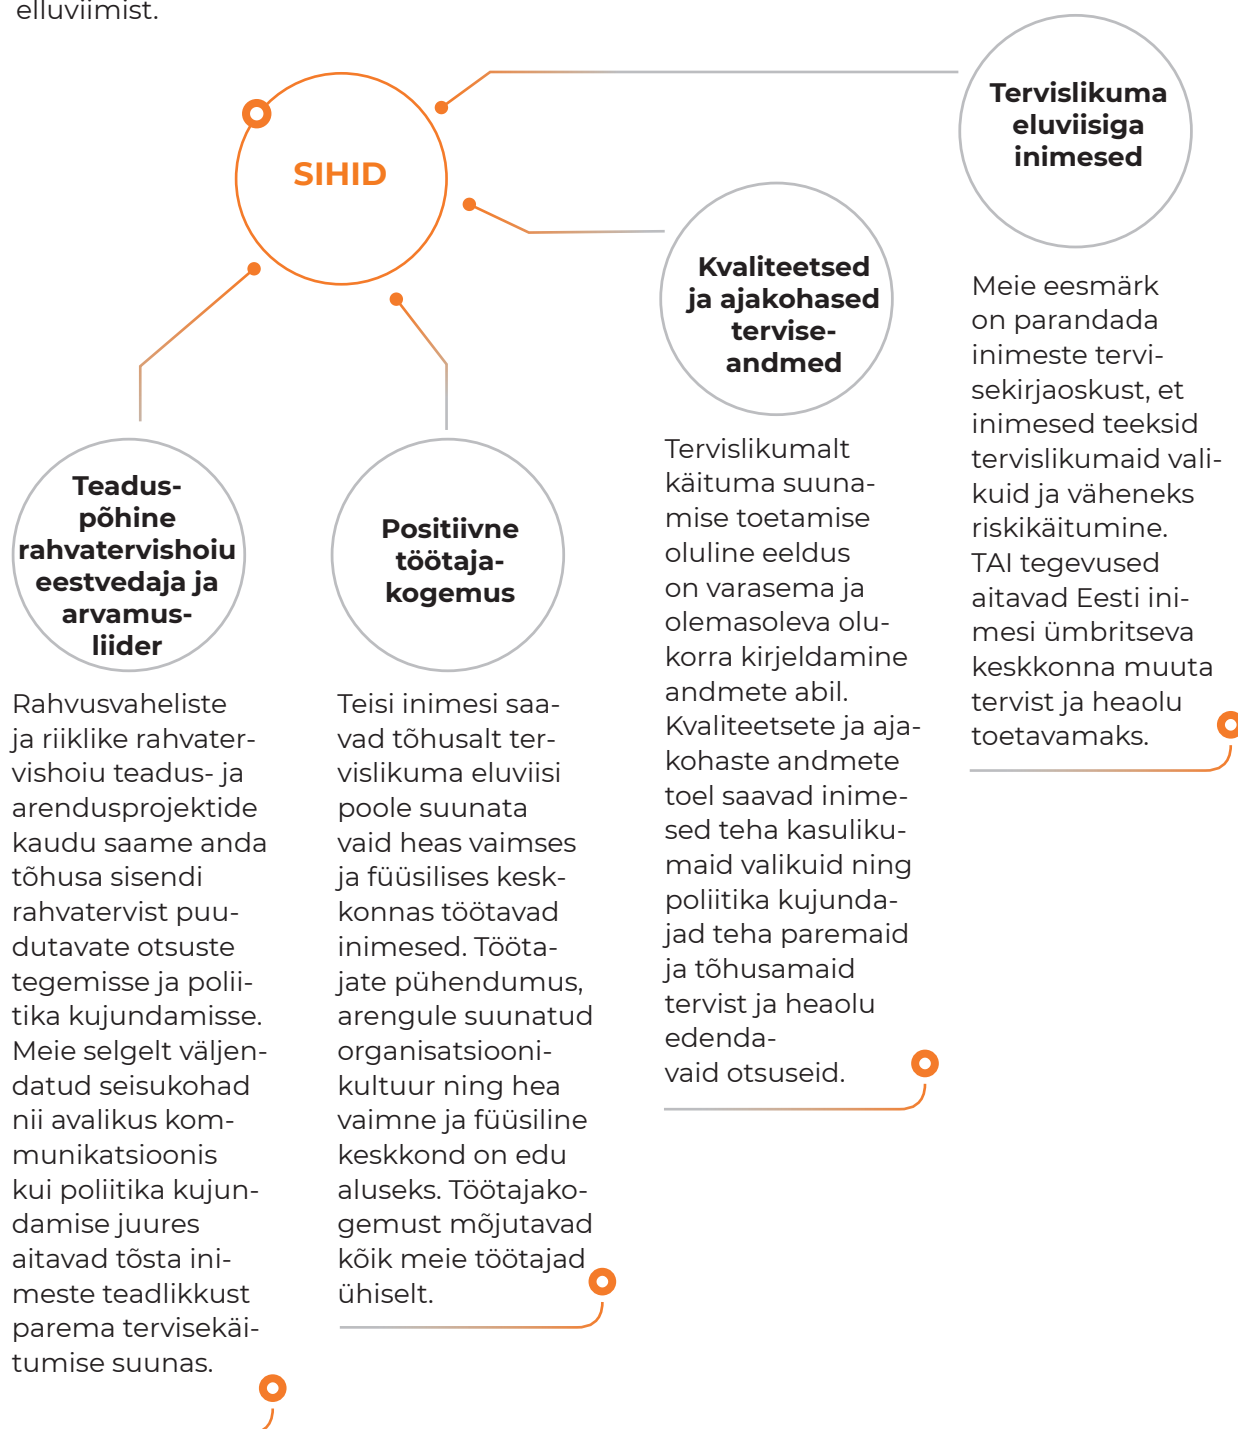 elluviimist.
SIHID
Teadus-
põhine
rahvatervishoiu
eestvedaja ja
arvamus-
liider
Rahvusvaheliste
ja riiklike rahvater-
vishoiu teadus- ja
arendusprojektide
kaudu saame anda
tõhusa sisendi
rahvatervist puu-
dutavate otsuste
tegemisse ja polii-
tika kujundamisse.
Meie selgelt väljen-
datud seisukohad
nii avalikus kom-
munikatsioonis
kui poliitika kujun-
damise juures
aitavad tõsta ini-
meste teadlikkust
parema tervisekäi-
tumise suunas.
Positiivne
töötaja-
kogemus
Teisi inimesi saa-
vad tõhusalt ter-
vislikuma eluviisi
poole suunata
vaid heas vaimses
ja füüsilises kesk-
konnas töötavad
inimesed. Tööta-
jate pühendumus,
arengule suunatud
organisatsiooni-
kultuur ning hea
vaimne ja füüsiline
keskkond on edu
aluseks. Töötajako-
gemust mõjutavad
kõik meie töötajad
ühiselt.
Kvaliteetsed
ja ajakohased
tervise-
andmed
Tervislikumalt
käituma suuna-
mise toetamise
oluline eeldus
on varasema ja
olemasoleva olu-
korra kirjeldamine
andmete abil.
Kvaliteetsete ja aja-
kohaste andmete
toel saavad inime-
sed teha kasuliku-
maid valikuid ning
poliitika kujunda-
jad teha paremaid
ja tõhusamaid
tervist ja heaolu
edenda-
vaid otsuseid.
Tervislikuma
eluviisiga
inimesed
Meie eesmärk
on parandada
inimeste tervi-
sekirjaoskust, et
inimesed teeksid
tervislikumaid vali-
kuid ja väheneks
riskikäitumine.
TAI tegevused
aitavad Eesti ini-
mesi ümbritseva
keskkonna muuta
tervist ja heaolu
toetavamaks.